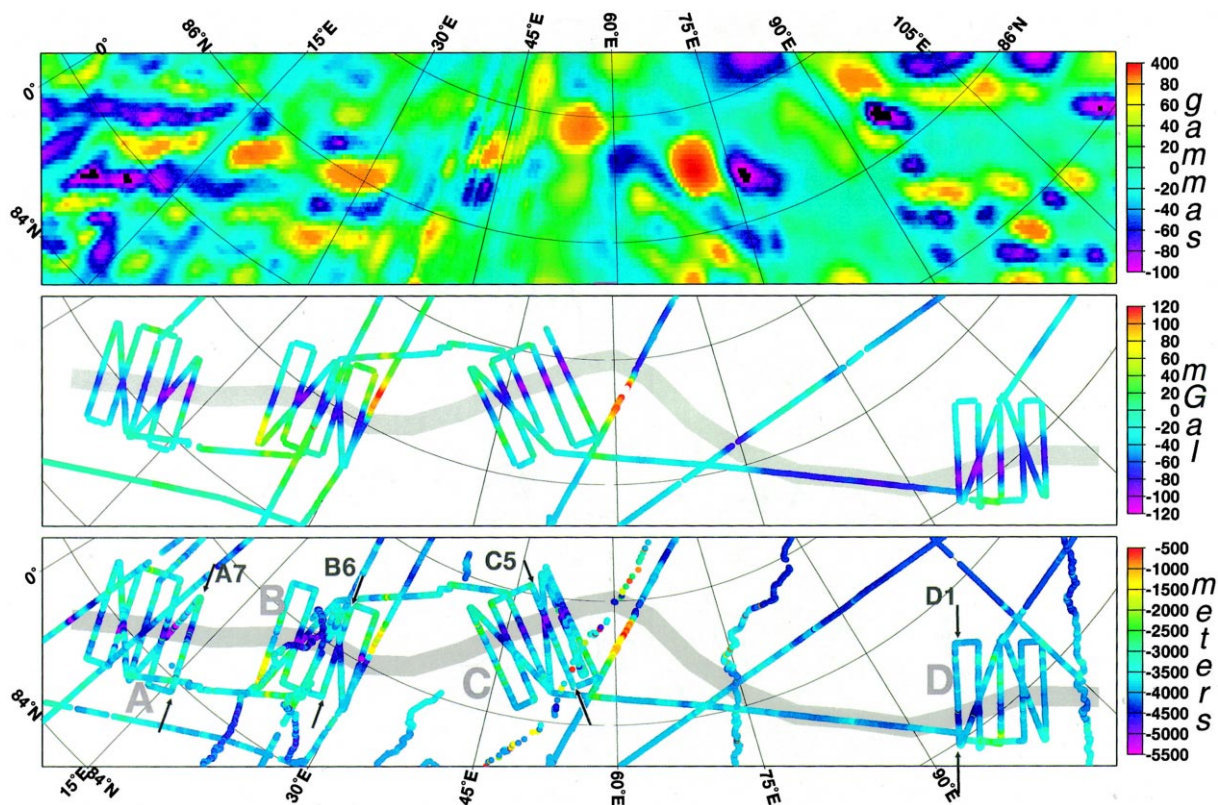 0° 86°N 15°E 30°E 45°E 60°E 75°E 90°E 105°E 86°N
0°
84°N
400
80
60
40
20
0
-20
-40
-60
-80
-100
gammas
120
100
80
60
40
20
0
-20
-40
-60
-80
-100
-120
mGal
0°
84°N
A7
B
B6
C5
D1
A
C
D
-500
-1000
-1500
-2000
-2500
-3000
-3500
-4000
-4500
-5000
-5500
meters
15°E 84°N 30°E 45°E 60°E 75°E 90°E